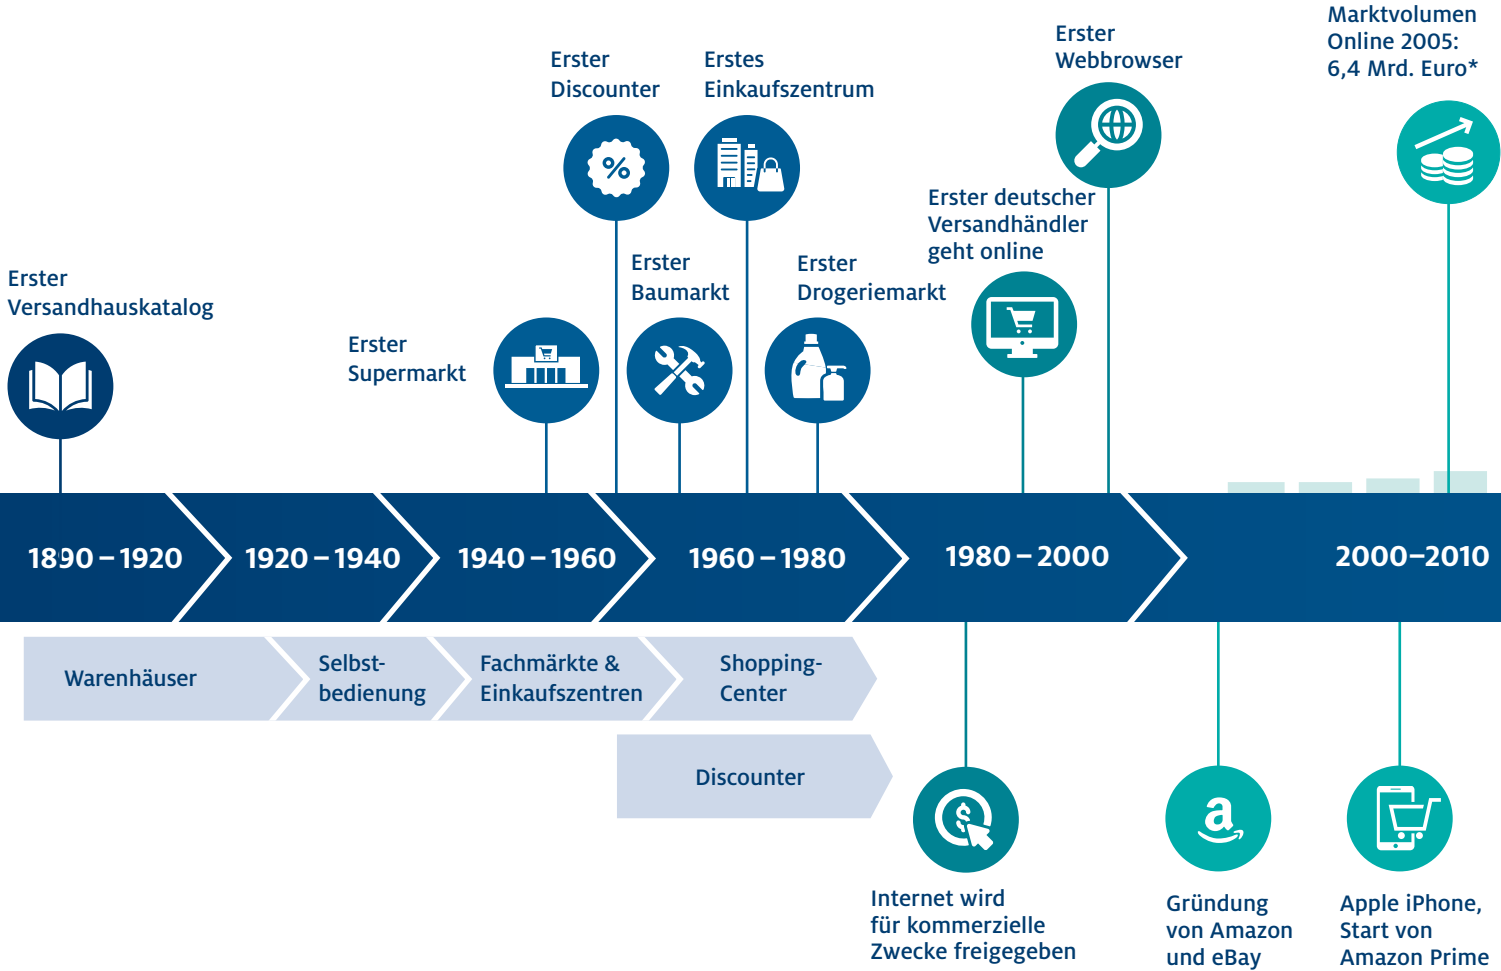 Marktvolumen
Online 2005:
6,4 Mrd. Euro*
Erster
Webbrowser
Erster
Discounter
Erstes
Einkaufszentrum
Erster deutscher
Versandhändler
geht online
Erster
Baumarkt
Erster
Drogeriemarkt
Erster
Versandhauskatalog
Erster
Supermarkt
%
1890 – 1920
1920 – 1940
1940 – 1960
1960 – 1980
1980 – 2000
2000–2010
Warenhäuser
Selbst-
bedienung
Fachmärkte &
Einkaufszentren
Shopping-
Center
Discounter
$
a
Internet wird
für kommerzielle
Zwecke freigegeben
Gründung
von Amazon
und eBay
Apple iPhone,
Start von
Amazon Prime